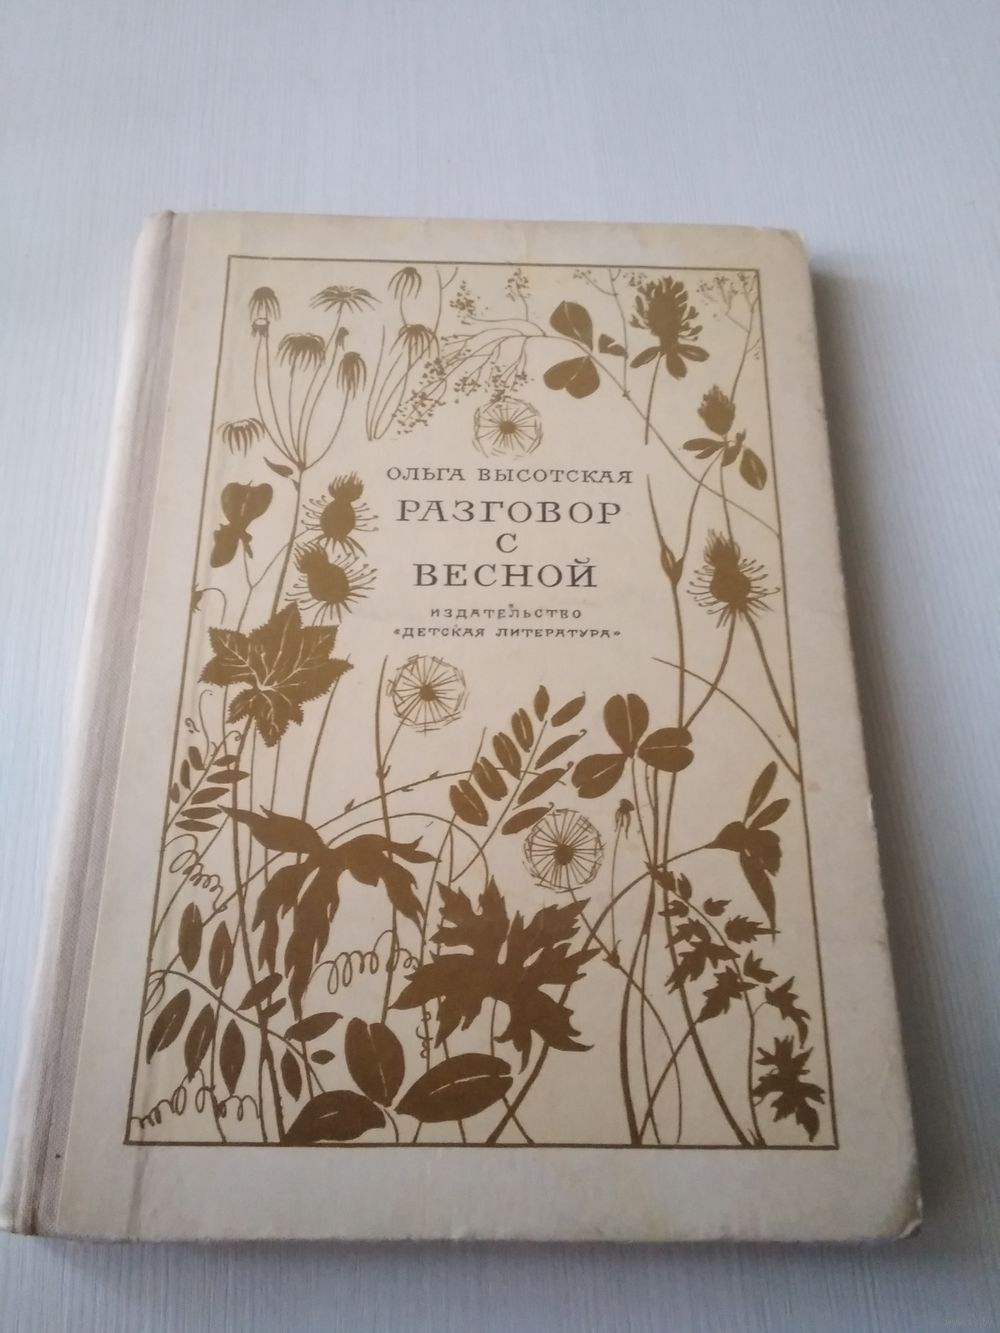 ОЛЬГА ВЫСОТСКАЯ
РАЗГОВОР
С
ВЕСНОЙ
ИЗДАТЕЛЬСТВО
«ДЕТСКАЯ ЛИТЕРАТУРА»